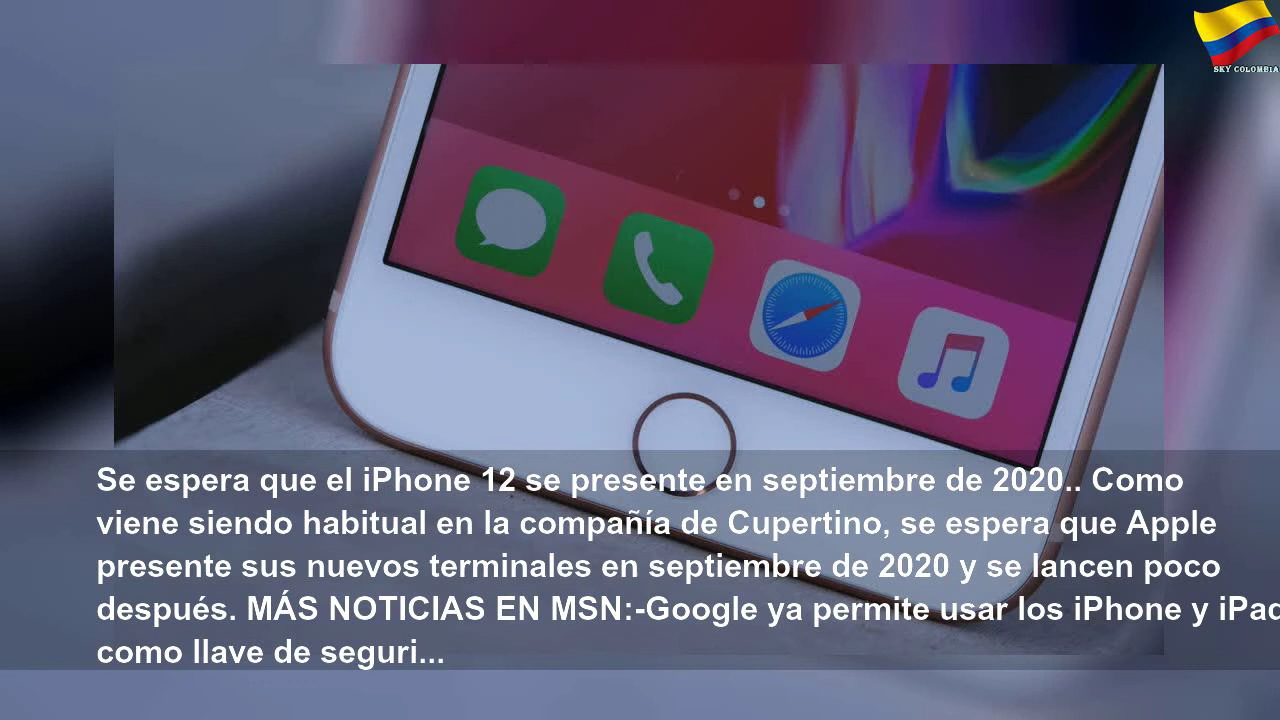 SKY COLOMBIA
Se espera que el iPhone 12 se presente en septiembre de 2020.. Como
viene siendo habitual en la compañía de Cupertino, se espera que Apple
presente sus nuevos terminales en septiembre de 2020 y se lancen poco
después. MÁS NOTICIAS EN MSN:-Google ya permite usar los iPhone y iPad
como llave de seguri...